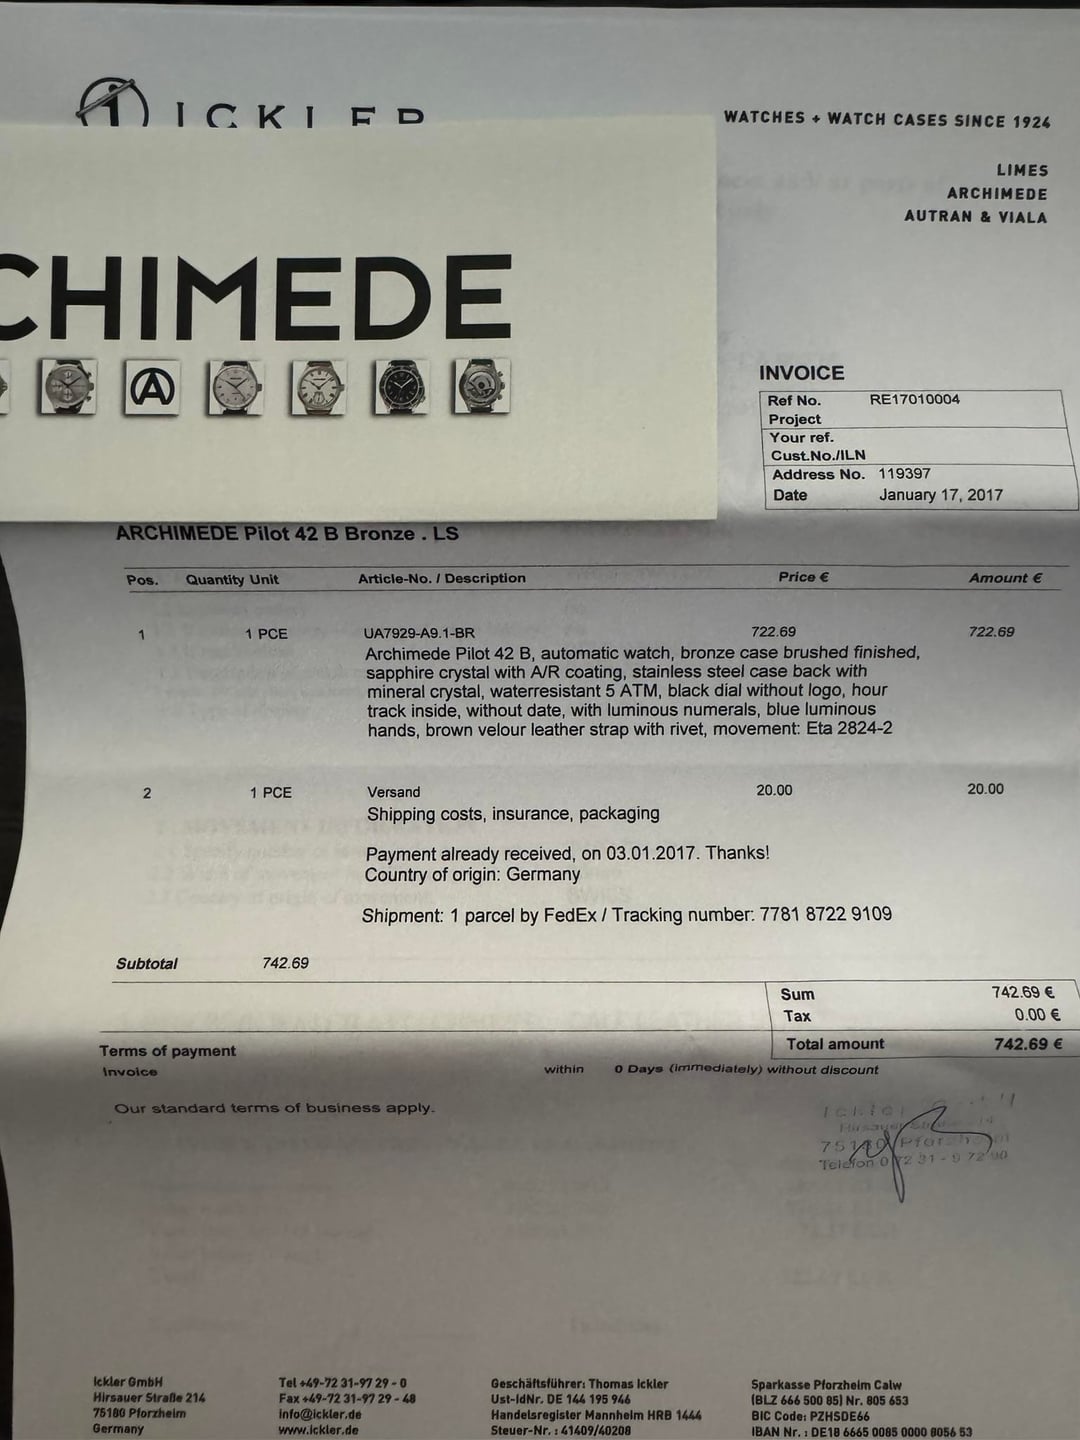 ICKLER
WATCHES + WATCH CASES SINCE 1924
LIMES
ARCHIMEDE
AUTRAN & VIALA
CHIMEDE
A
INVOICE
Ref No. RE17010004
Project
Your ref.
Cust.No./ILN
Address No. 119397
Date January 17, 2017
ARCHIMEDE Pilot 42 B Bronze . LS
Pos. Quantity Unit Article-No. / Description Price € Amount €
1 1 PCE UA7929-A9.1-BR 722.69 722.69
Archimede Pilot 42 B, automatic watch, bronze case brushed finished,
sapphire crystal with A/R coating, stainless steel case back with
mineral crystal, waterresistant 5 ATM, black dial without logo, hour
track inside, without date, with luminous numerals, blue luminous
hands, brown velour leather strap with rivet, movement: Eta 2824-2
2 1 PCE Versand 20.00 20.00
Shipping costs, insurance, packaging
Payment already received, on 03.01.2017. Thanks!
Country of origin: Germany
Shipment: 1 parcel by FedEx / Tracking number: 7781 8722 9109
Subtotal 742.69
Sum 742.69 €
Tax 0.00 €
Total amount 742.69 €
Terms of payment
Invoice within 0 Days (immediately) without discount
Our standard terms of business apply.
Ickler
75180 Pforzheim
Telefon 0 72 31 - 9 72 90
Ickler GmbH
Hirsauer Straße 214
75180 Pforzheim
Germany
Tel +49-72 31-97 29 - 0
Fax +49-72 31-97 29 - 48
info@ickler.de
www.ickler.de
Geschäftsführer: Thomas Ickler
Ust-IdNr. DE 144 195 946
Handelsregister Mannheim HRB 1444
Steuer-Nr. : 41409/40208
Sparkasse Pforzheim Calw
(BLZ 666 500 85) Nr. 805 653
BIC Code: PZHSDE66
IBAN Nr. : DE18 6665 0085 0000 8056 53